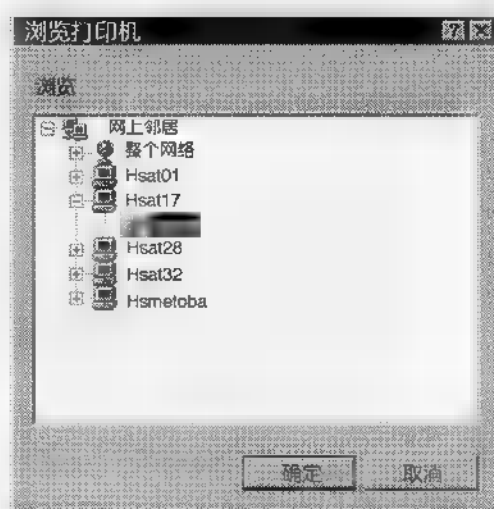 浏览打印机
浏览
网上邻居
整个网络
Hsat01
Hsat17
Hsat28
Hsat32
Hsmetoba
确定 取消